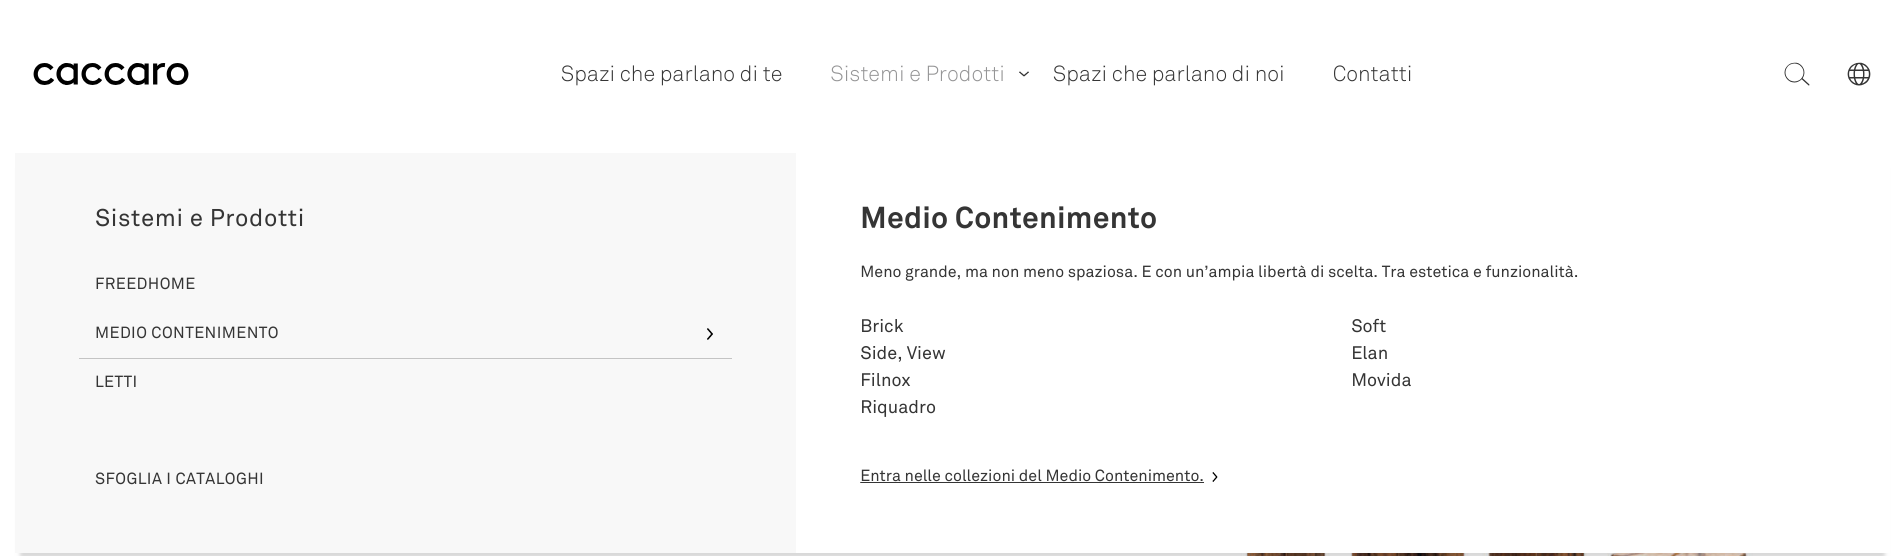 caccaro
Spazi che parlano di te
Sistemi e Prodotti
Spazi che parlano di noi
Contatti
Sistemi e Prodotti
FREEDHOME
MEDIO CONTENIMENTO
LETTI
SFOGLIA I CATALOGHI
Medio Contenimento
Meno grande, ma non meno spaziosa. E con un’ampia libertà di scelta. Tra estetica e funzionalità.
Brick
Side, View
Filnox
Riquadro
Soft
Elan
Movida
Entra nelle collezioni del Medio Contenimento.